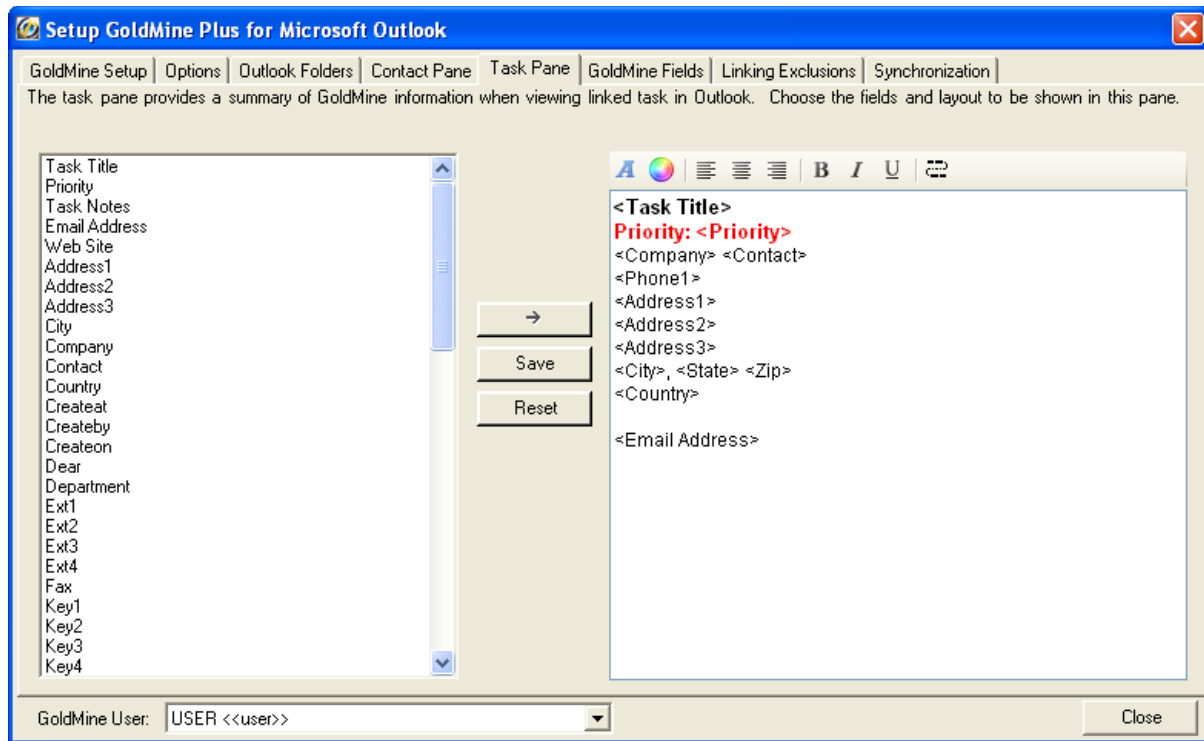 Setup GoldMine Plus for Microsoft Outlook
GoldMine Setup Options Outlook Folders Contact Pane Task Pane GoldMine Fields Linking Exclusions Synchronization
The task pane provides a summary of GoldMine information when viewing linked task in Outlook. Choose the fields and layout to be shown in this pane.
Task Title
Priority
Task Notes
Email Address
Web Site
Address1
Address2
Address3
City
Company
Contact
Country
Createat
Createby
Createon
Dear
Department
Ext1
Ext2
Ext3
Ext4
Fax
Key1
Key2
Key3
Key4
Save
Reset
A B I U
<Task Title>
Priority: <Priority>
<Company> <Contact>
<Phone1>
<Address1>
<Address2>
<Address3>
<City>, <State> <Zip>
<Country>
<Email Address>
GoldMine User: USER <<user>>
Close